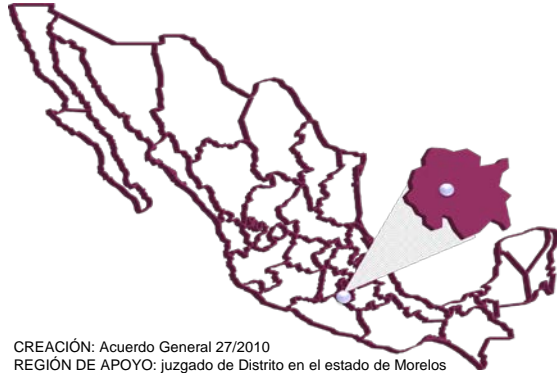 CREACIÓN: Acuerdo General 27/2010
REGIÓN DE APOYO: juzgado de Distrito en el estado de Morelos